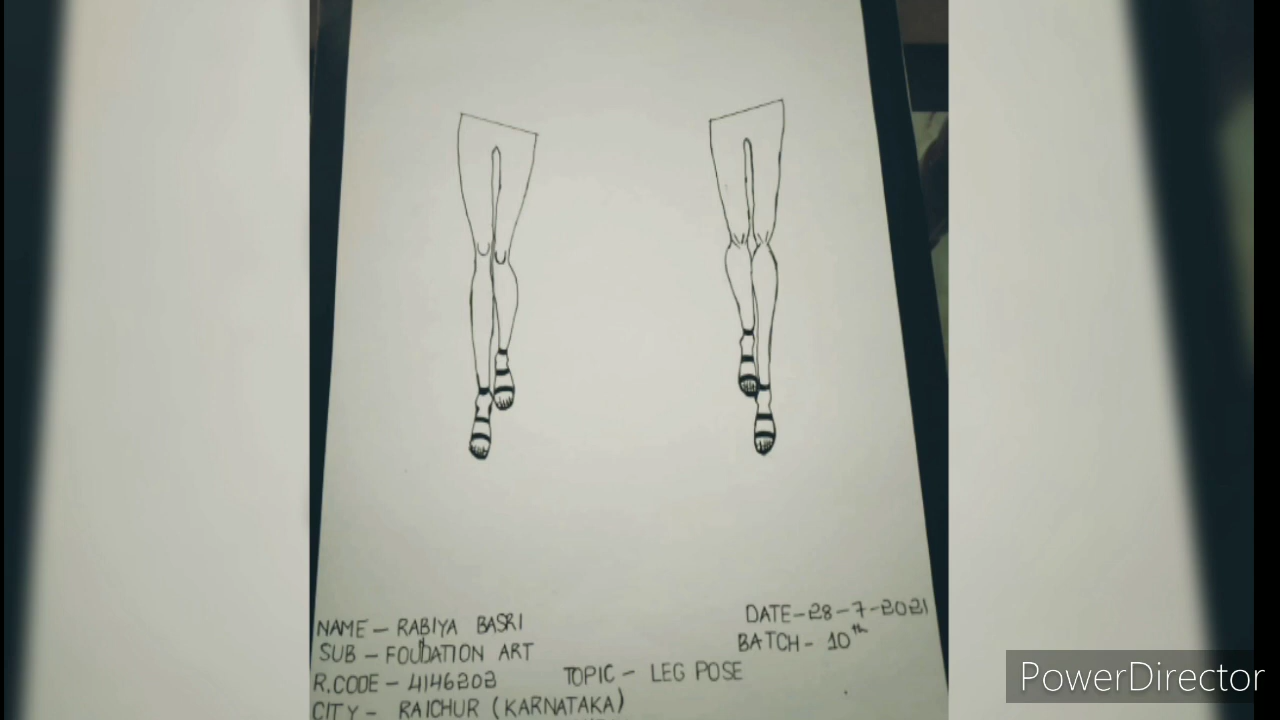 NAME - RABIYA BASRI
SUB - FOUDATION ART
R.CODE - 4146202
CITY - RAICHUR (KARNATAKA)
TOPIC - LEG POSE
DATE-28-7-2021
BATCH- 10th
PowerDirector